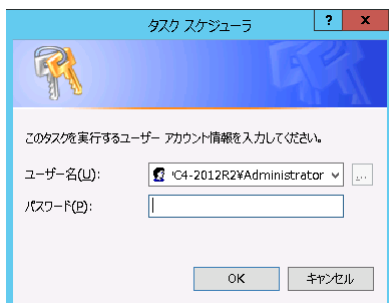 タスク スケジューラ
? x
このタスクを実行するユーザー アカウント情報を入力してください。
ユーザー名(U): C4-2012R2¥Administrator
...
パスワード(P):
OK キャンセル